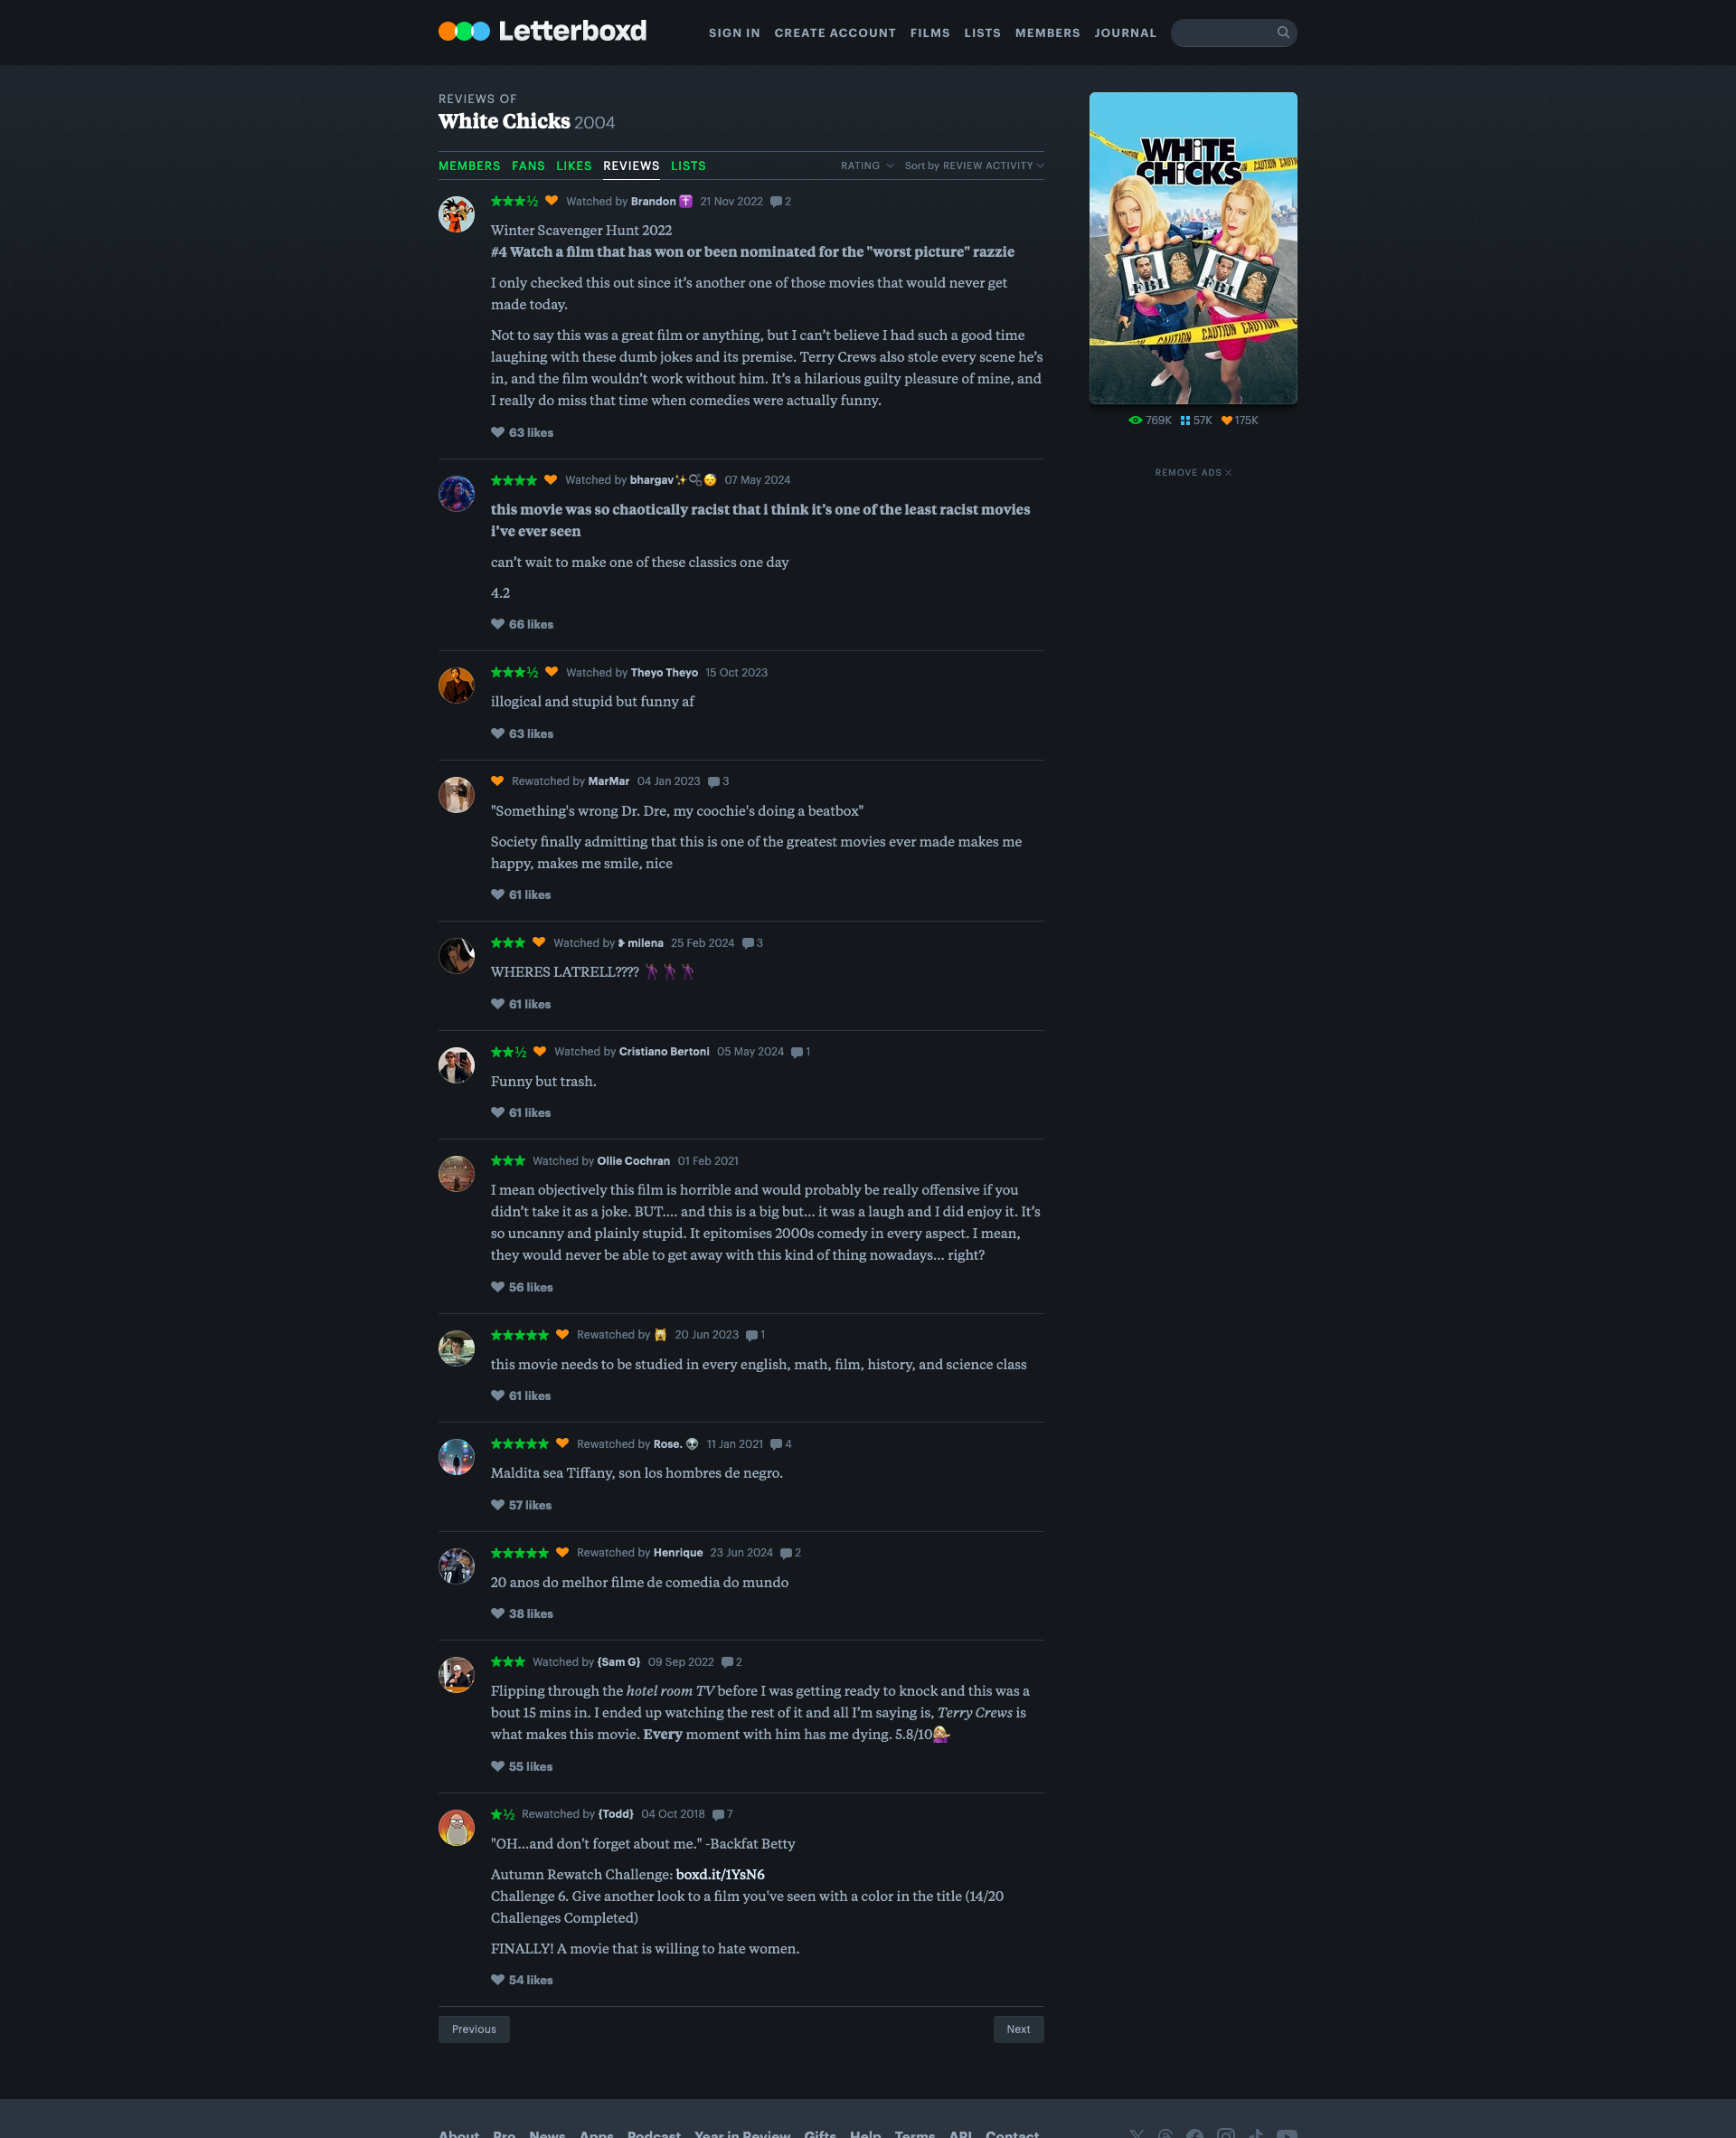 Letterboxd
SIGN IN CREATE ACCOUNT FILMS LISTS MEMBERS JOURNAL
REVIEWS OF
White Chicks 2004
MEMBERS FANS LIKES REVIEWS LISTS
RATING Sort by REVIEW ACTIVITY
★★★½ Watched by Brandon ✝️ 21 Nov 2022 2
Winter Scavenger Hunt 2022
#4 Watch a film that has won or been nominated for the "worst picture" razzie
I only checked this out since it’s another one of those movies that would never get
made today.
Not to say this was a great film or anything, but I can’t believe I had such a good time
laughing with these dumb jokes and its premise. Terry Crews also stole every scene he’s
in, and the film wouldn’t work without him. It’s a hilarious guilty pleasure of mine, and
I really do miss that time when comedies were actually funny.
63 likes
★★★★ Watched by bhargav✨🫧😴 07 May 2024
this movie was so chaotically racist that i think it’s one of the least racist movies
i’ve ever seen
can’t wait to make one of these classics one day
4.2
66 likes
★★★½ Watched by Theyo Theyo 15 Oct 2023
illogical and stupid but funny af
63 likes
Rewatched by MarMar 04 Jan 2023 3
"Something's wrong Dr. Dre, my coochie's doing a beatbox"
Society finally admitting that this is one of the greatest movies ever made makes me
happy, makes me smile, nice
61 likes
★★★ Watched by ❥ milena 25 Feb 2024 3
WHERES LATRELL???? 🕺🏿🕺🏿🕺🏿
61 likes
★★½ Watched by Cristiano Bertoni 05 May 2024 1
Funny but trash.
61 likes
★★★ Watched by Ollie Cochran 01 Feb 2021
I mean objectively this film is horrible and would probably be really offensive if you
didn’t take it as a joke. BUT…. and this is a big but… it was a laugh and I did enjoy it. It’s
so uncanny and plainly stupid. It epitomises 2000s comedy in every aspect. I mean,
they would never be able to get away with this kind of thing nowadays… right?
56 likes
★★★★★ Rewatched by 🙀 20 Jun 2023 1
this movie needs to be studied in every english, math, film, history, and science class
61 likes
★★★★★ Rewatched by Rose. 👽 11 Jan 2021 4
Maldita sea Tiffany, son los hombres de negro.
57 likes
★★★★★ Rewatched by Henrique 23 Jun 2024 2
20 anos do melhor filme de comedia do mundo
38 likes
★★★ Watched by {Sam G} 09 Sep 2022 2
Flipping through the hotel room TV before I was getting ready to knock and this was a
bout 15 mins in. I ended up watching the rest of it and all I’m saying is, Terry Crews is
what makes this movie. Every moment with him has me dying. 5.8/10💁🏼‍♀️
55 likes
★½ Rewatched by {Todd} 04 Oct 2018 7
"OH...and don't forget about me." -Backfat Betty
Autumn Rewatch Challenge: boxd.it/1YsN6
Challenge 6. Give another look to a film you've seen with a color in the title (14/20
Challenges Completed)
FINALLY! A movie that is willing to hate women.
54 likes
Previous Next
WHiTE
CHiCKS
FBI FBI
CAUTION CAUTION
CAUTION CAUTION CAUTION
769K 57K 175K
REMOVE ADS
About Pro News Apps Podcast Year in Review Gifts Help Terms API Contact